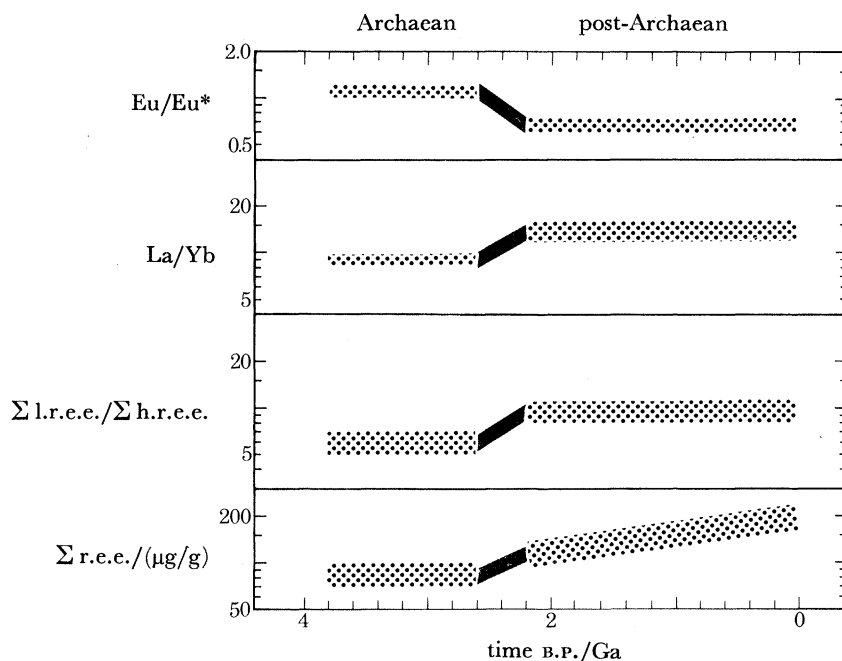 Archaean post-Archaean
2.0
Eu/Eu*
0.5
20
La/Yb
5
20
Σ l.r.e.e./Σ h.r.e.e.
5
200
Σ r.e.e./(μg/g)
50
4 2 0
time B.P./Ga